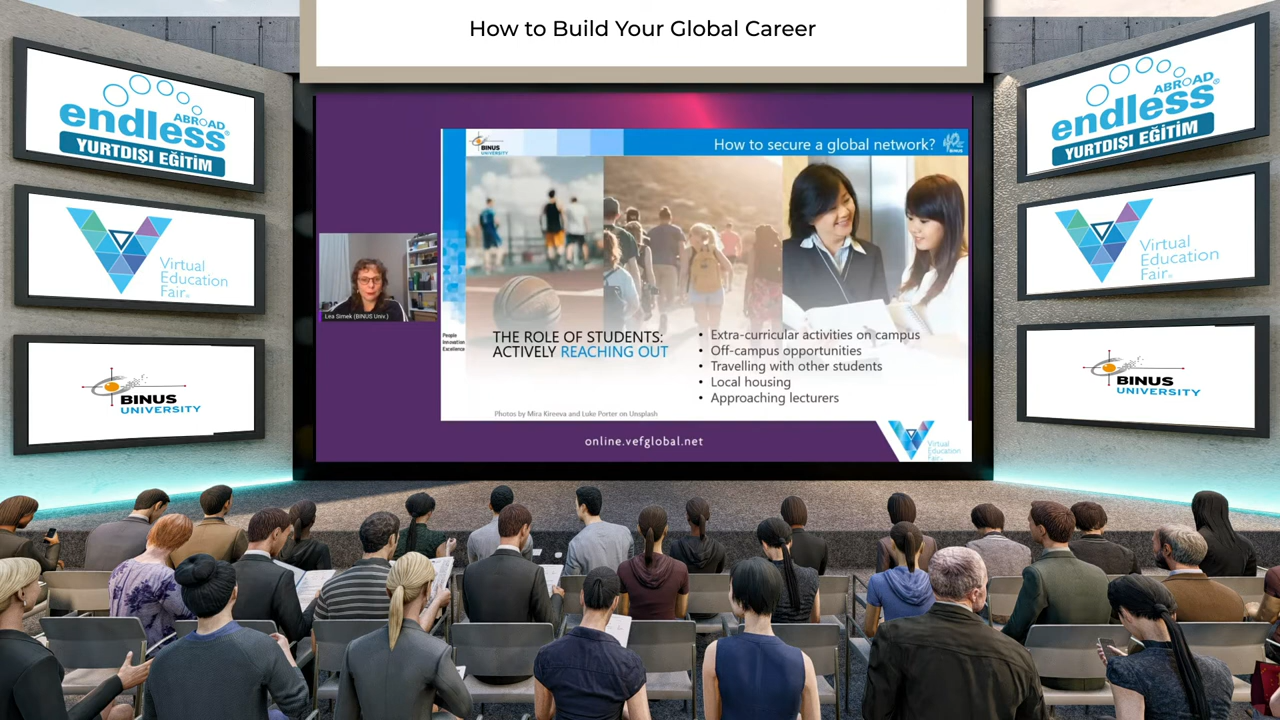 How to Build Your Global Career
endless
ABROAD
YURTDIŞI EĞİTİM
Virtual
Education
Fair
BINUS
UNIVERSITY
BINUS
UNIVERSITY
How to secure a global network?
BINUS
Lea Simek (BINUS Univ.)
People
Innovation
Excellence
THE ROLE OF STUDENTS:
ACTIVELY REACHING OUT
• Extra-curricular activities on campus
• Off-campus opportunities
• Travelling with other students
• Local housing
• Approaching lecturers
Photos by Mira Kireeva and Luke Porter on Unsplash
online.vefglobal.net
Virtual
Education
Fair
endless
ABROAD
YURTDIŞI EĞİTİM
Virtual
Education
Fair
BINUS
UNIVERSITY